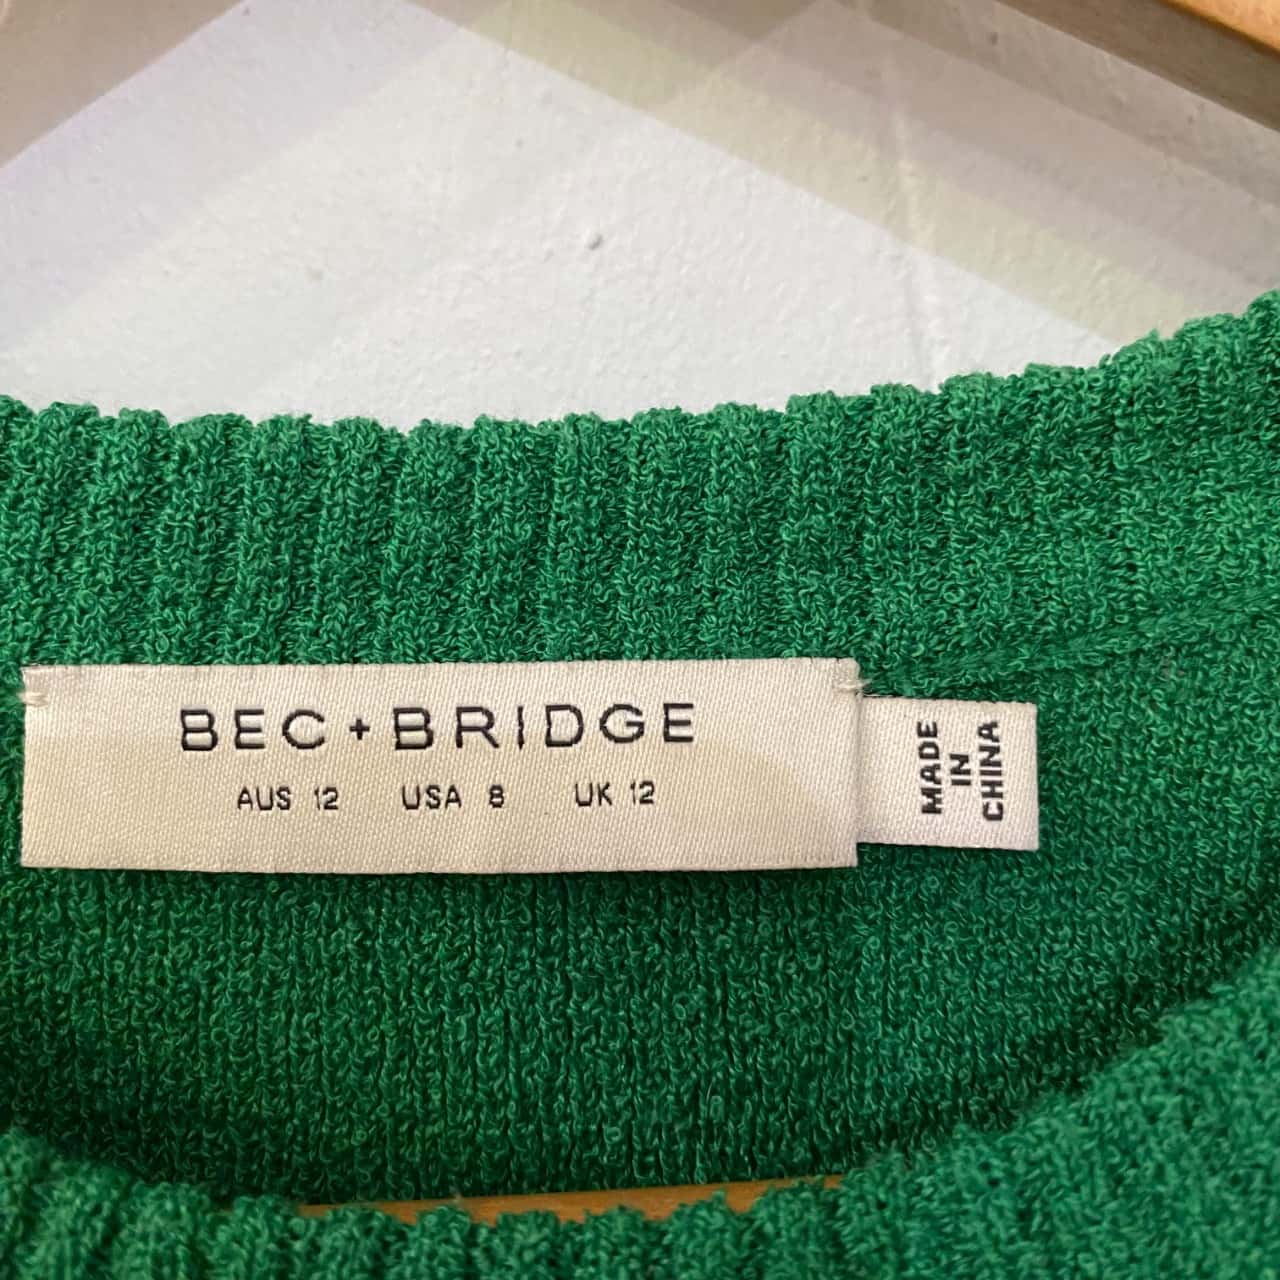 BEC+BRIDGE
AUS 12 USA 8 UK 12
MADE
IN
CHINA